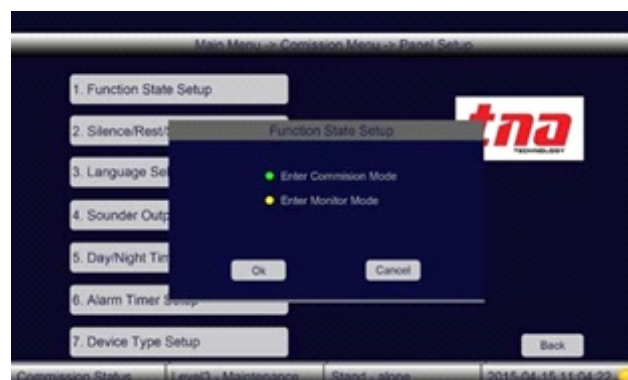 Main Menu -> Comission Menu -> Panel Setup
1. Function State Setup
2. Silence/Rest/
3. Language Sel
4. Sounder Outp
5. Day/Night Tim
6. Alarm Timer Setup
7. Device Type Setup
tna
TECHNOLOGY
Function State Setup
Enter Commision Mode
Enter Monitor Mode
Ok
Cancel
Back
Commission Status
Level3 - Maintenance
Stand - alone
2015-04-15 11:04:22